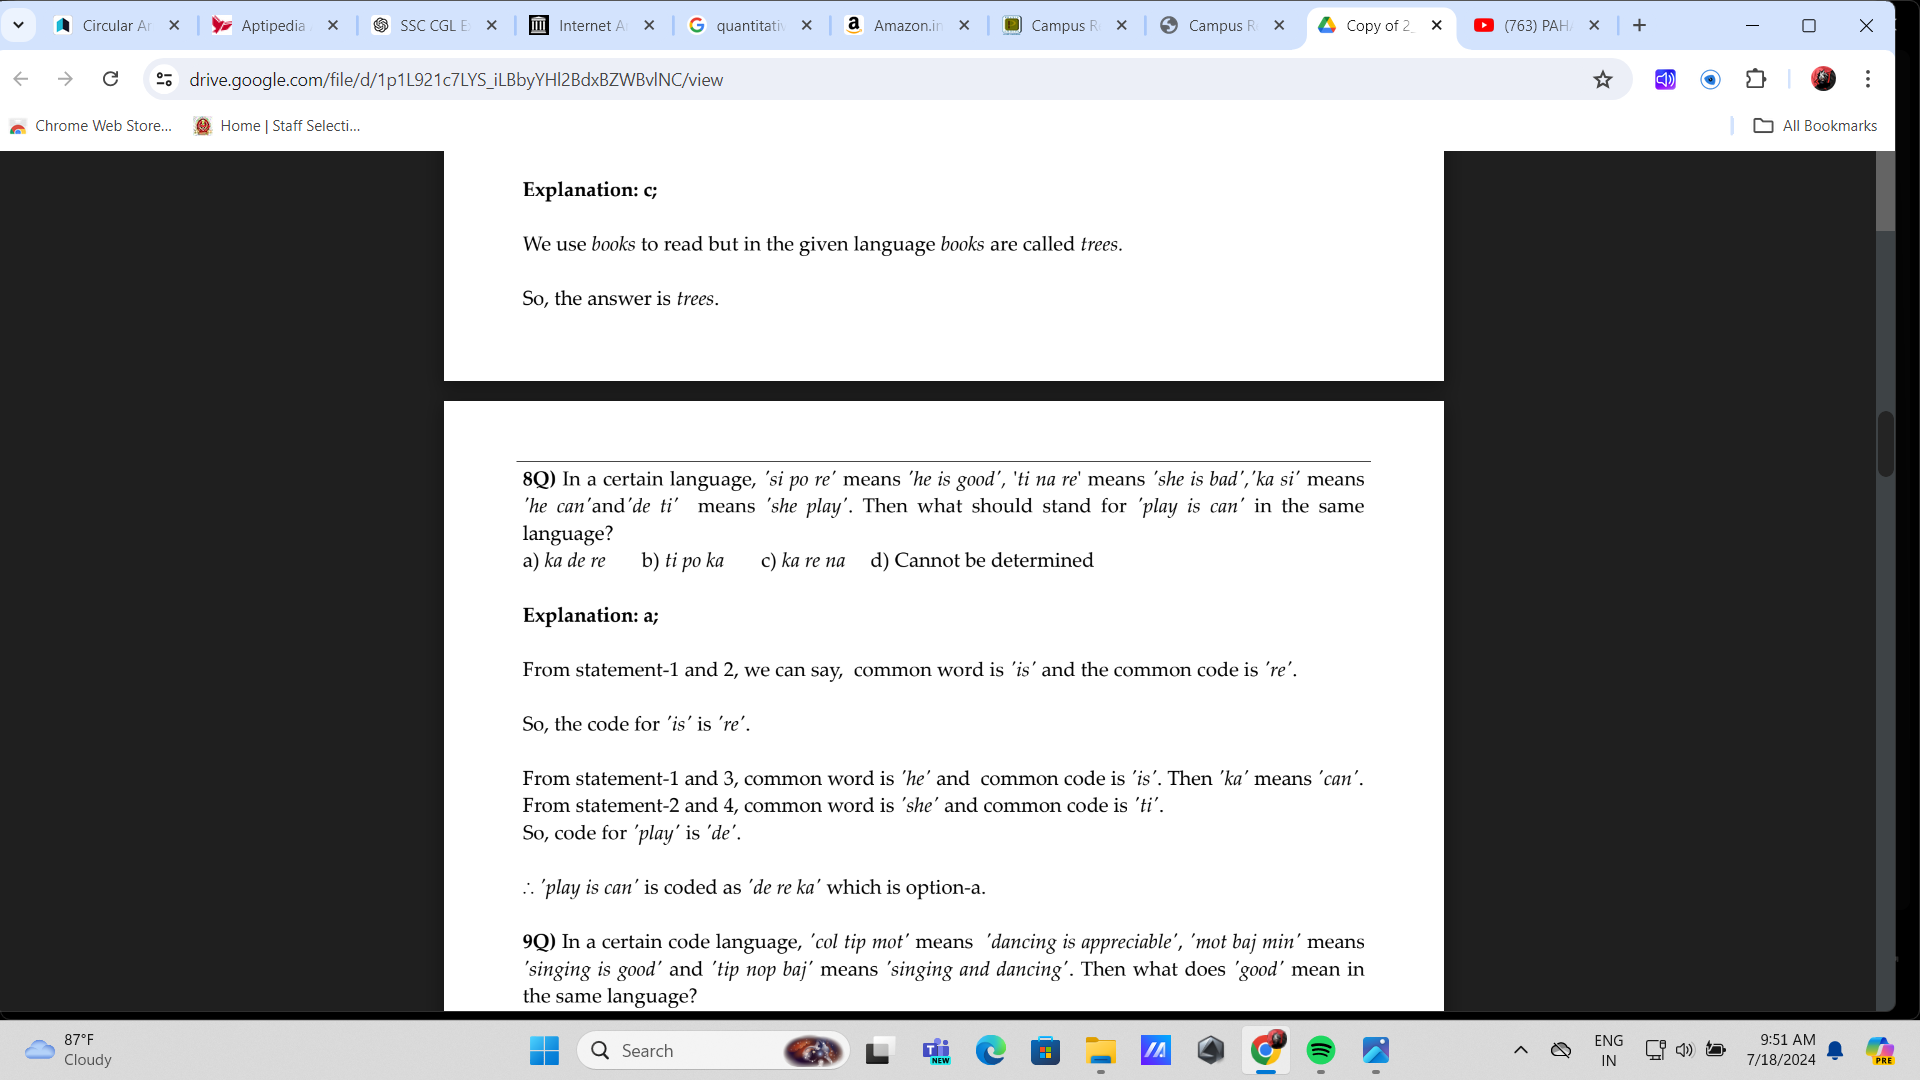 Circular Ar
Aptipedia
SSC CGL E
Internet A
quantitativ
Amazon.in
Campus R
Campus R
Copy of 2_
(763) PAH
drive.google.com/file/d/1p1L921c7LYS_iLBbyYHl2BdxBZWBvlNC/view
Chrome Web Store...
Home | Staff Selecti...
All Bookmarks
Explanation: c;
We use books to read but in the given language books are called trees.
So, the answer is trees.
8Q) In a certain language, 'si po re' means 'he is good', 'ti na re' means 'she is bad','ka si' means
'he can'and'de ti' means 'she play'. Then what should stand for 'play is can' in the same
language?
a) ka de re b) ti po ka c) ka re na d) Cannot be determined
Explanation: a;
From statement-1 and 2, we can say, common word is 'is' and the common code is 're'.
So, the code for 'is' is 're'.
From statement-1 and 3, common word is 'he' and common code is 'is'. Then 'ka' means 'can'.
From statement-2 and 4, common word is 'she' and common code is 'ti'.
So, code for 'play' is 'de'.
∴ 'play is can' is coded as 'de re ka' which is option-a.
9Q) In a certain code language, 'col tip mot' means 'dancing is appreciable', 'mot baj min' means
'singing is good' and 'tip nop baj' means 'singing and dancing'. Then what does 'good' mean in
the same language?
87°F
Cloudy
Search
NEW
ENG
IN
9:51 AM
7/18/2024
PRE